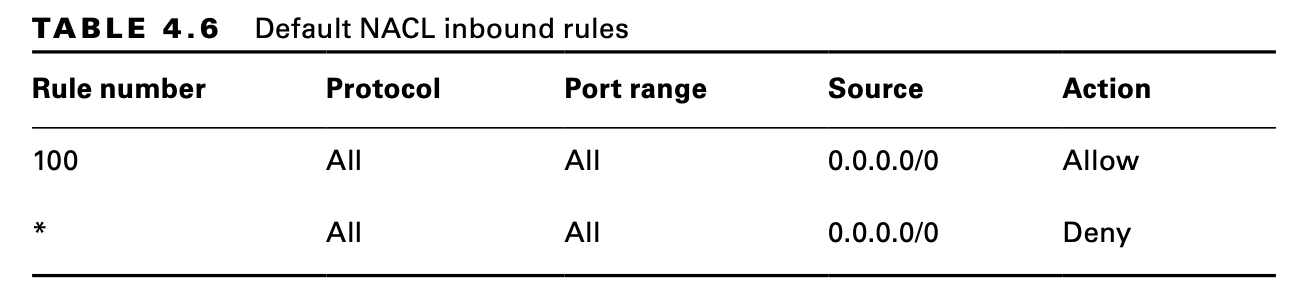 TABLE 4.6 Default NACL inbound rules
Rule number Protocol Port range Source Action
100 All All 0.0.0.0/0 Allow
* All All 0.0.0.0/0 Deny